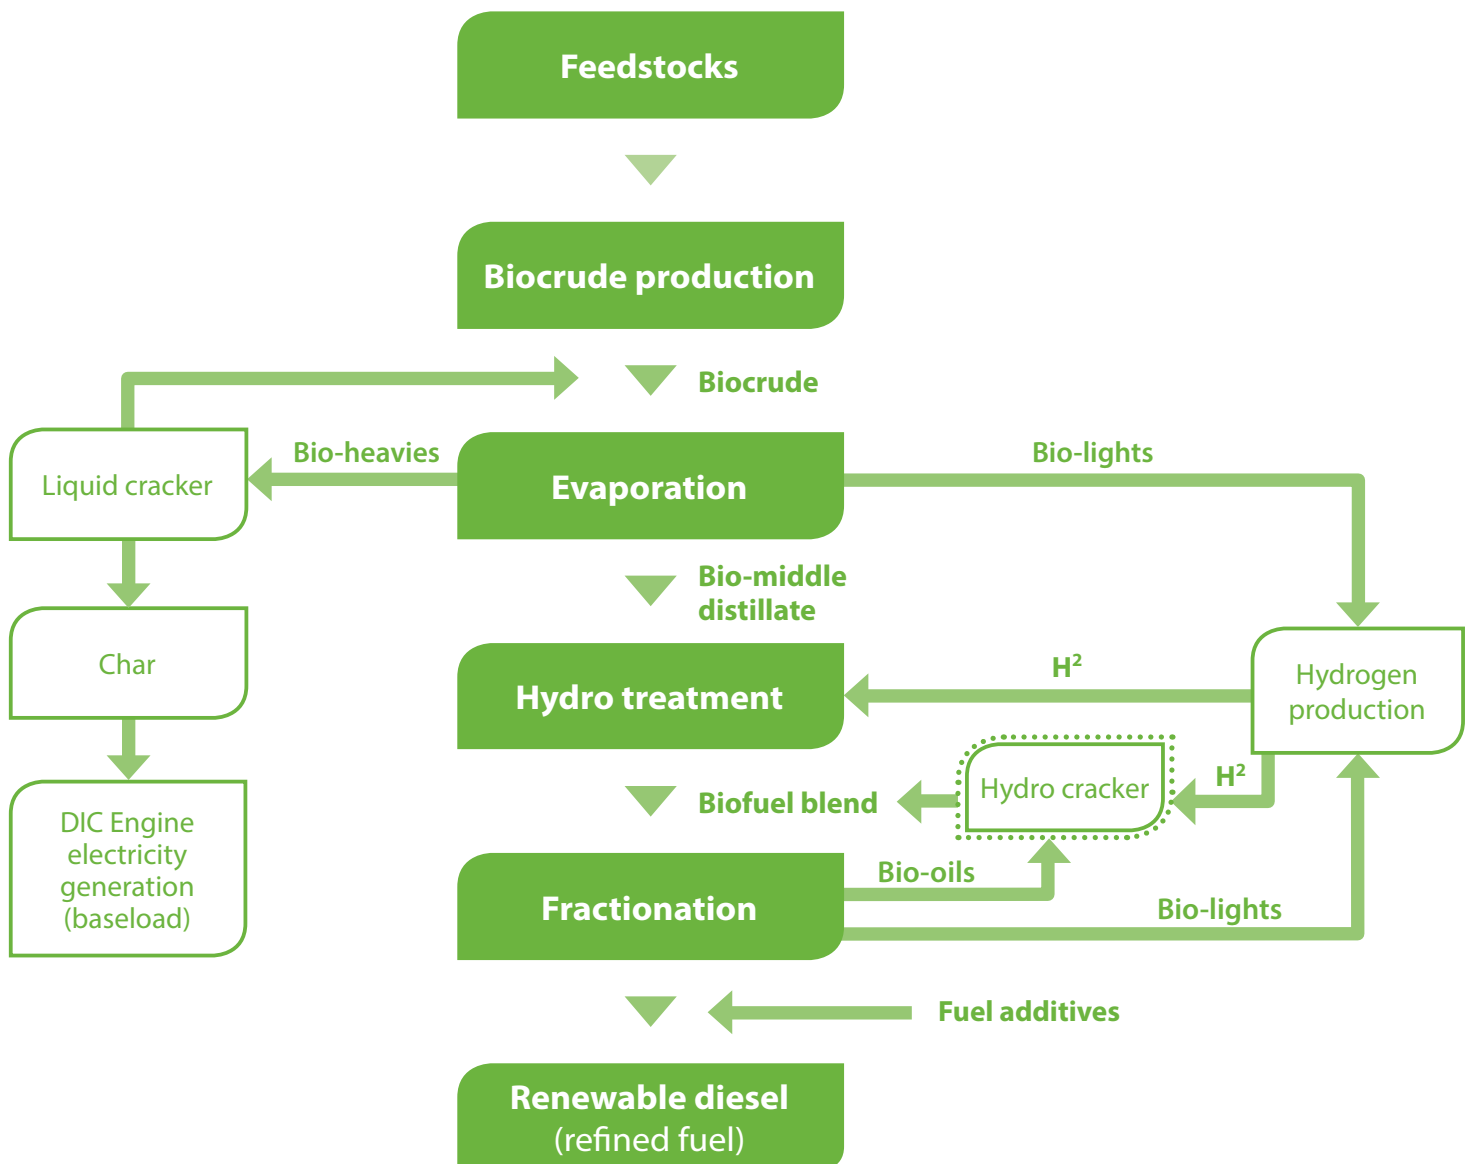 Feedstocks
Biocrude production
Biocrude
Bio-heavies
Bio-lights
Liquid cracker
Evaporation
Bio-middle
distillate
Char
Hydro treatment
H²
Hydrogen
production
Hydro cracker
H²
Biofuel blend
DIC Engine
electricity
generation
(baseload)
Bio-oils
Fractionation
Bio-lights
Fuel additives
Renewable diesel
(refined fuel)